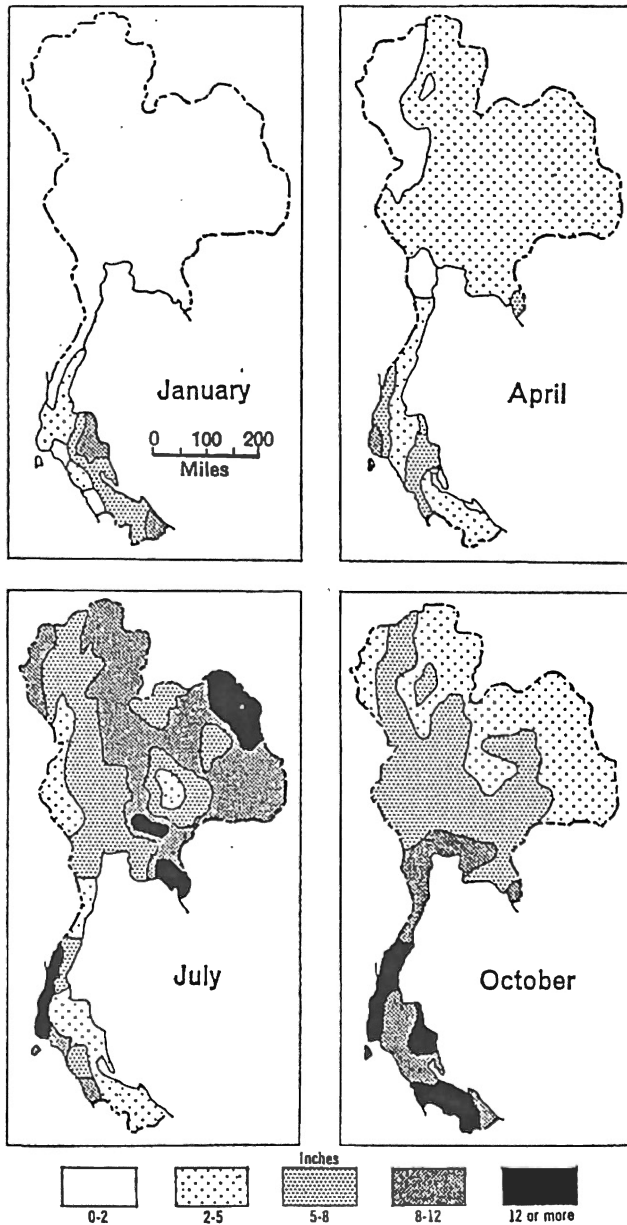 January
0 100 200
Miles
April
July
October
Inches
0-2
2-5
5-8
8-12
12 or more